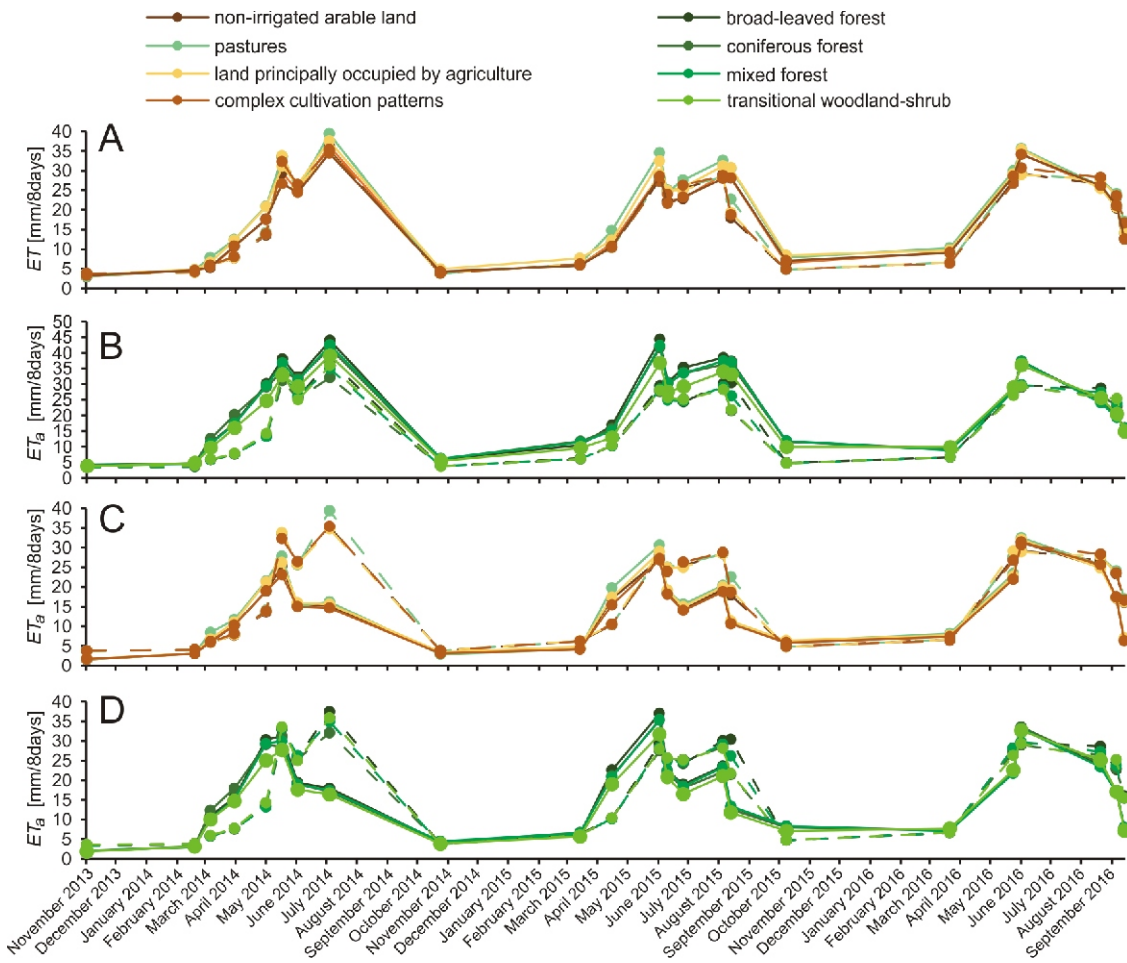 non-irrigated arable land
pastures
land principally occupied by agriculture
complex cultivation patterns
broad-leaved forest
coniferous forest
mixed forest
transitional woodland-shrub
A
ET [mm/8days]
40
35
30
25
20
15
10
5
0
B
ETa [mm/8days]
50
45
40
35
30
25
20
15
10
5
0
C
ETa [mm/8days]
40
35
30
25
20
15
10
5
0
D
ETa [mm/8days]
40
35
30
25
20
15
10
5
0
November 2013
December 2013
January 2014
February 2014
March 2014
April 2014
May 2014
June 2014
July 2014
August 2014
September 2014
October 2014
November 2014
December 2014
January 2015
February 2015
March 2015
April 2015
May 2015
June 2015
July 2015
August 2015
September 2015
October 2015
November 2015
December 2015
January 2016
February 2016
March 2016
April 2016
May 2016
June 2016
July 2016
August 2016
September 2016